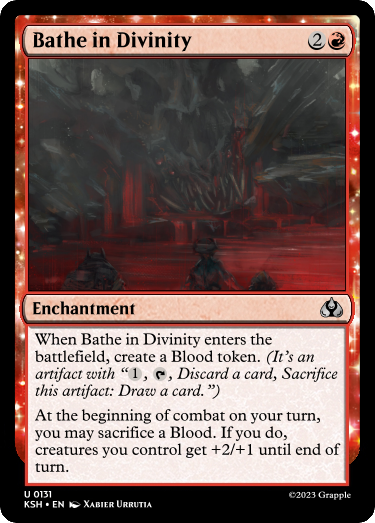 Bathe in Divinity 2
Enchantment
When Bathe in Divinity enters the
battlefield, create a Blood token. (It's an
artifact with “1, , Discard a card, Sacrifice
this artifact: Draw a card.”)
At the beginning of combat on your turn,
you may sacrifice a Blood. If you do,
creatures you control get +2/+1 until end of
turn.
U 0131
KSH • EN Xabier Urrutia
©2023 Grapple